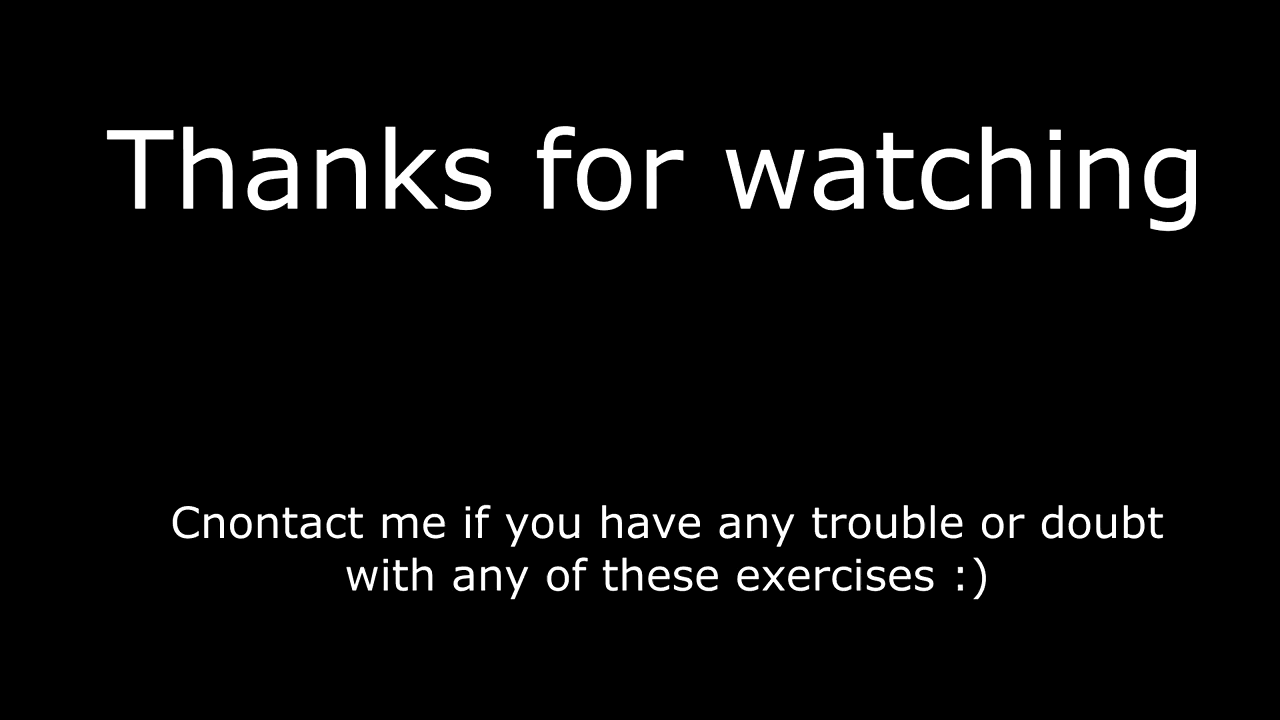 Thanks for watching
Cnontact me if you have any trouble or doubt
with any of these exercises :)